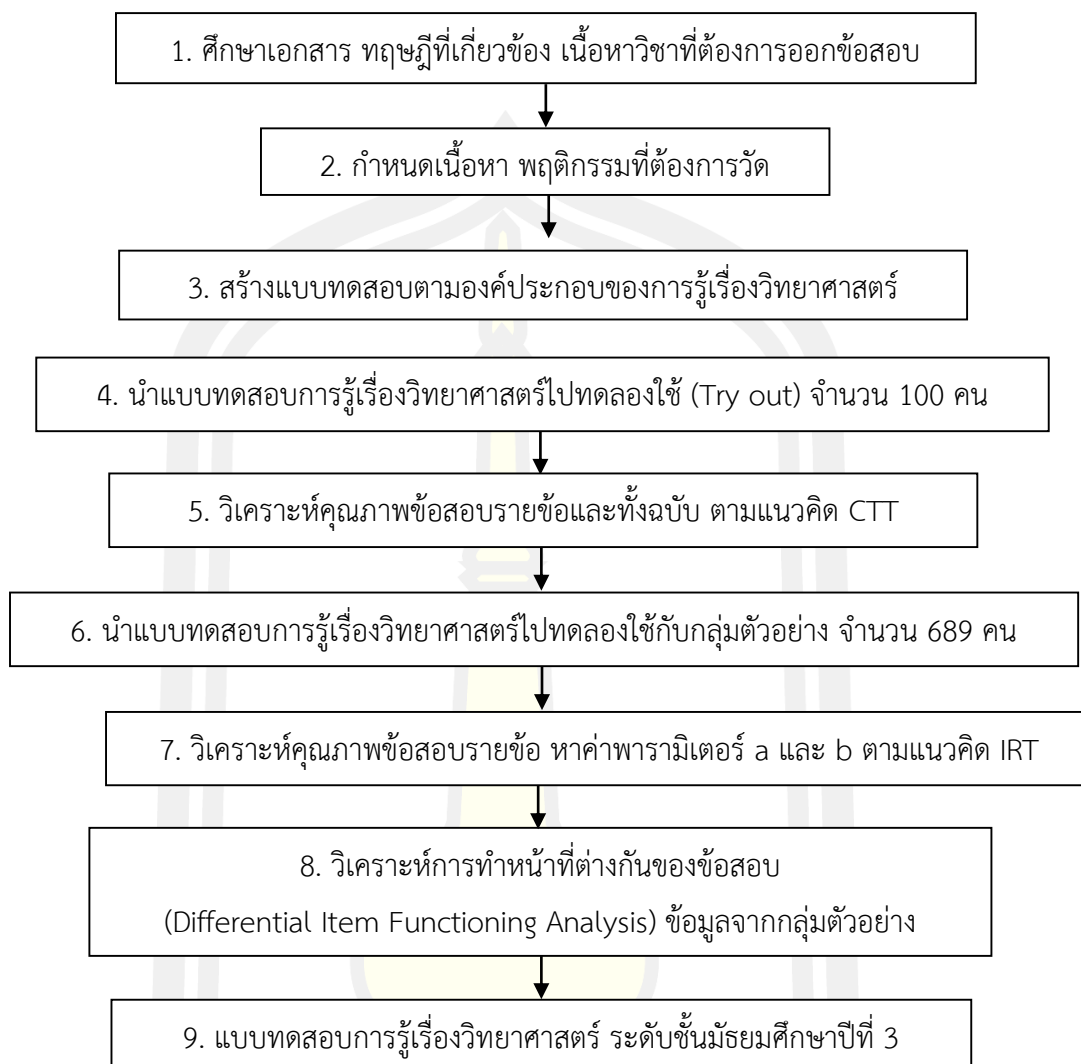 1. ศึกษาเอกสาร ทฤษฎีที่เกี่ยวข้อง เนื้อหาวิชาที่ต้องการออกข้อสอบ
2. กำหนดเนื้อหา พฤติกรรมที่ต้องการวัด
3. สร้างแบบทดสอบตามองค์ประกอบของการรู้เรื่องวิทยาศาสตร์
4. นำแบบทดสอบการรู้เรื่องวิทยาศาสตร์ไปทดลองใช้ (Try out) จำนวน 100 คน
5. วิเคราะห์คุณภาพข้อสอบรายข้อและทั้งฉบับ ตามแนวคิด CTT
6. นำแบบทดสอบการรู้เรื่องวิทยาศาสตร์ไปทดลองใช้กับกลุ่มตัวอย่าง จำนวน 689 คน
7. วิเคราะห์คุณภาพข้อสอบรายข้อ หาค่าพารามิเตอร์ a และ b ตามแนวคิด IRT
8. วิเคราะห์การทำหน้าที่ต่างกันของข้อสอบ
(Differential Item Functioning Analysis) ข้อมูลจากกลุ่มตัวอย่าง
9. แบบทดสอบการรู้เรื่องวิทยาศาสตร์ ระดับชั้นมัธยมศึกษาปีที่ 3